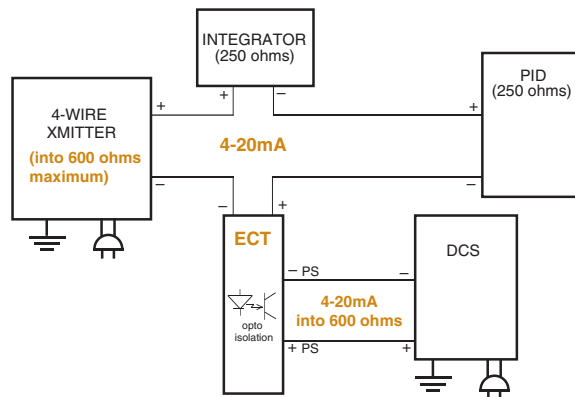 INTEGRATOR
(250 ohms)
+
−
4-WIRE
XMITTER
(into 600 ohms
maximum)
+
−
4-20mA
+
−
PID
(250 ohms)
−
+
ECT
opto
isolation
− PS
+ PS
4-20mA
into 600 ohms
−
+
DCS